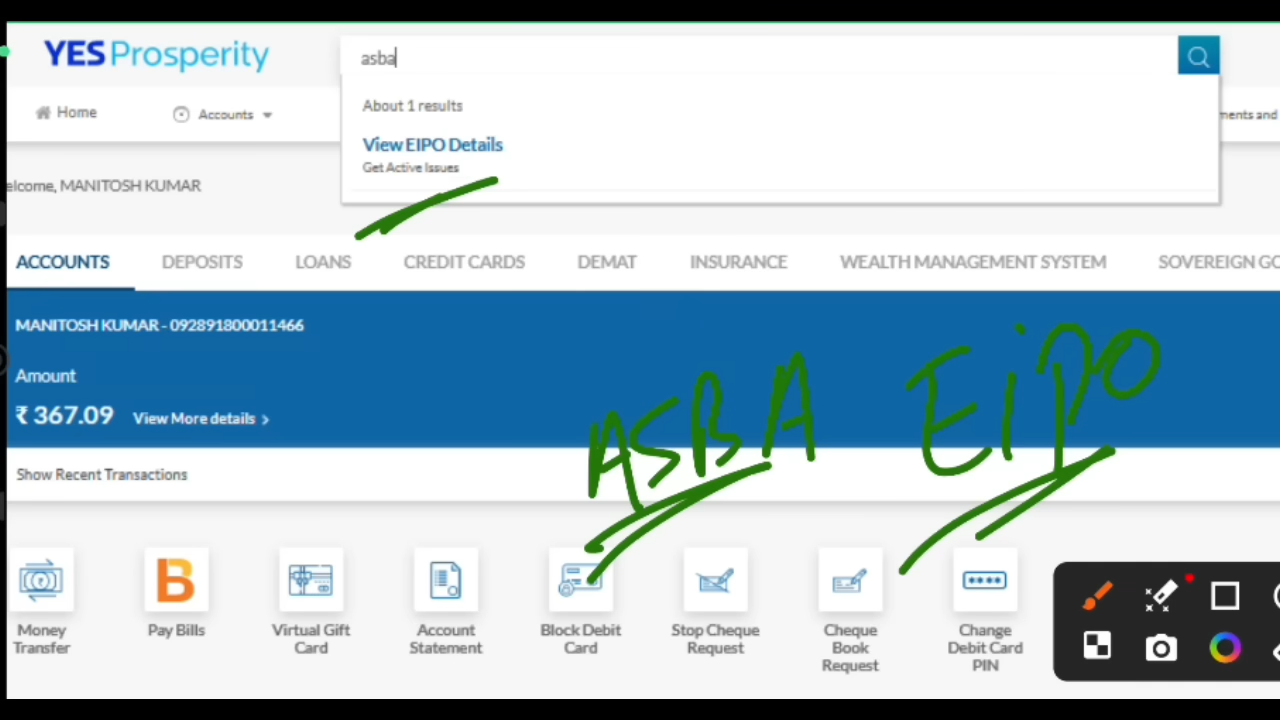 YES Prosperity
asba
About 1 results
View EIPO Details
Get Active Issues
Home
Accounts
ments and
elcome, MANITOSH KUMAR
ACCOUNTS DEPOSITS LOANS CREDIT CARDS DEMAT INSURANCE WEALTH MANAGEMENT SYSTEM SOVEREIGN GO
MANITOSH KUMAR - 092891800011466
Amount
₹ 367.09 View More details >
ASBA EiPO
Show Recent Transactions
Money Transfer
Pay Bills
Virtual Gift Card
Account Statement
Block Debit Card
Stop Cheque Request
Cheque Book Request
Change Debit Card PIN